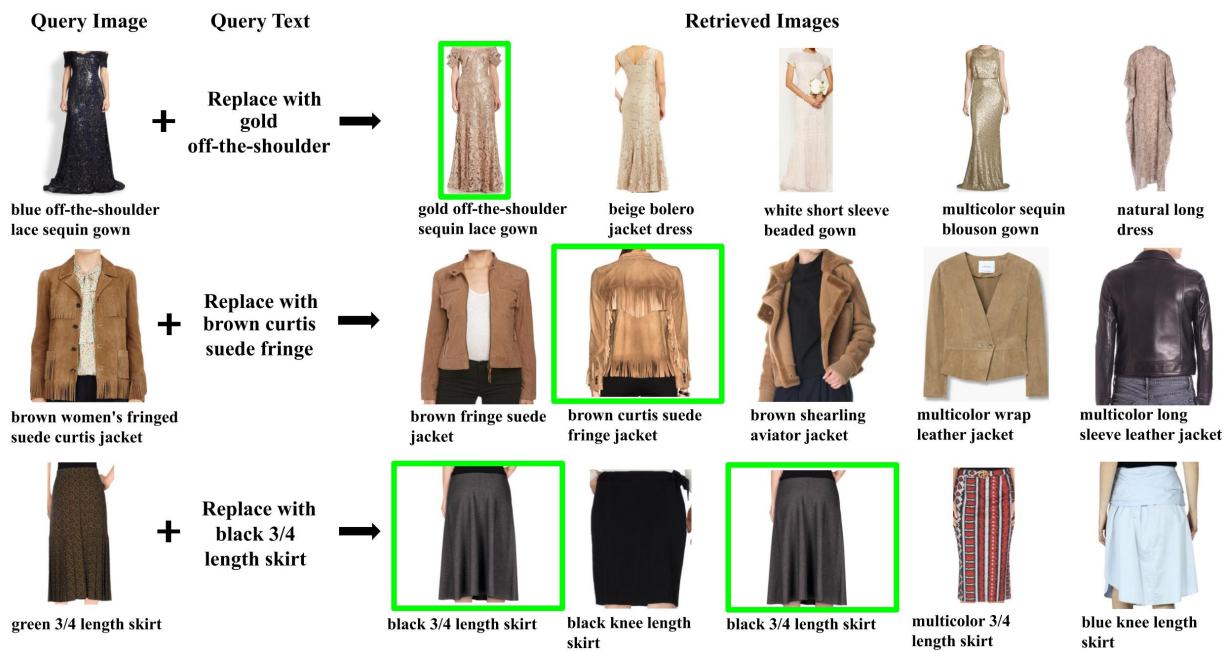 Query Image
Query Text
Retrieved Images
Replace with
gold
off-the-shoulder
blue off-the-shoulder
lace sequin gown
gold off-the-shoulder
sequin lace gown
beige bolero
jacket dress
white short sleeve
beaded gown
multicolor sequin
blouson gown
natural long
dress
Replace with
brown curtis
suede fringe
brown women's fringed
suede curtis jacket
brown fringe suede
jacket
brown curtis suede
fringe jacket
brown shearling
aviator jacket
multicolor wrap
leather jacket
multicolor long
sleeve leather jacket
Replace with
black 3/4
length skirt
green 3/4 length skirt
black 3/4 length skirt
black knee length
skirt
black 3/4 length skirt
multicolor 3/4
length skirt
blue knee length
skirt